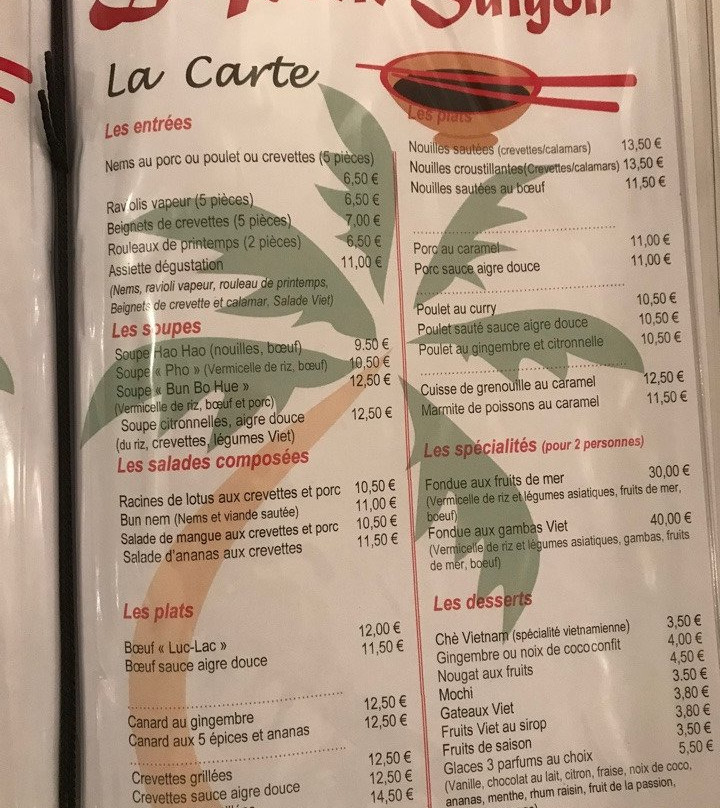 Saigon
La Carte
Les entrées
Nems au porc ou poulet ou crevettes (5 pièces)
6,50 €
Raviolis vapeur (5 pièces) 6,50 €
Beignets de crevettes (5 pièces) 7,00 €
Rouleaux de printemps (2 pièces) 6,50 €
Assiette dégustation 11,00 €
(Nems, ravioli vapeur, rouleau de printemps,
Beignets de crevette et calamar, Salade Viet)
Les soupes
Soupe Hao Hao (nouilles, bœuf) 9.50 €
Soupe « Pho » (Vermicelle de riz, bœuf) 10,50 €
Soupe « Bun Bo Hue » 12,50 €
(Vermicelle de riz, bœuf et porc)
Soupe citronnelles, aigre douce 12,50 €
(du riz, crevettes, légumes Viet)
Les salades composées
Racines de lotus aux crevettes et porc 10,50 €
Bun nem (Nems et viande sautée) 11,00 €
Salade de mangue aux crevettes et porc 10,50 €
Salade d'ananas aux crevettes 11,50 €
Les plats
Bœuf « Luc-Lac » 12,00 €
Bœuf sauce aigre douce 11,50 €
Canard au gingembre 12,50 €
Canard aux 5 épices et ananas 12,50 €
Crevettes grillées 12,50 €
Crevettes sauce aigre douce 12,50 €
14,50 €
Les plats
Nouilles sautées (crevettes/calamars) 13,50 €
Nouilles croustillantes(Crevettes/calamars) 13,50 €
Nouilles sautées au bœuf 11,50 €
Porc au caramel 11,00 €
Porc sauce aigre douce 11,00 €
Poulet au curry 10,50 €
Poulet sauté sauce aigre douce 10,50 €
Poulet au gingembre et citronnelle 10,50 €
Cuisse de grenouille au caramel 12,50 €
Marmite de poissons au caramel 11,50 €
Les spécialités (pour 2 personnes)
Fondue aux fruits de mer 30,00 €
(Vermicelle de riz et légumes asiatiques, fruits de mer,
boeuf)
Fondue aux gambas Viet 40,00 €
(Vermicelle de riz et légumes asiatiques, gambas, fruits
de mer, boeuf)
Les desserts
Chè Vietnam (spécialité vietnamienne) 3,50 €
Gingembre ou noix de coco confit 4,00 €
Nougat aux fruits 4,50 €
Mochi 3.50 €
Gateaux Viet 3,80 €
Fruits Viet au sirop 3,80 €
Fruits de saison 3,50 €
Glaces 3 parfums au choix 5,50 €
(Vanille, chocolat au lait, citron, fraise, noix de coco,
ananas, menthe, rhum raisin, fruit de la passion,